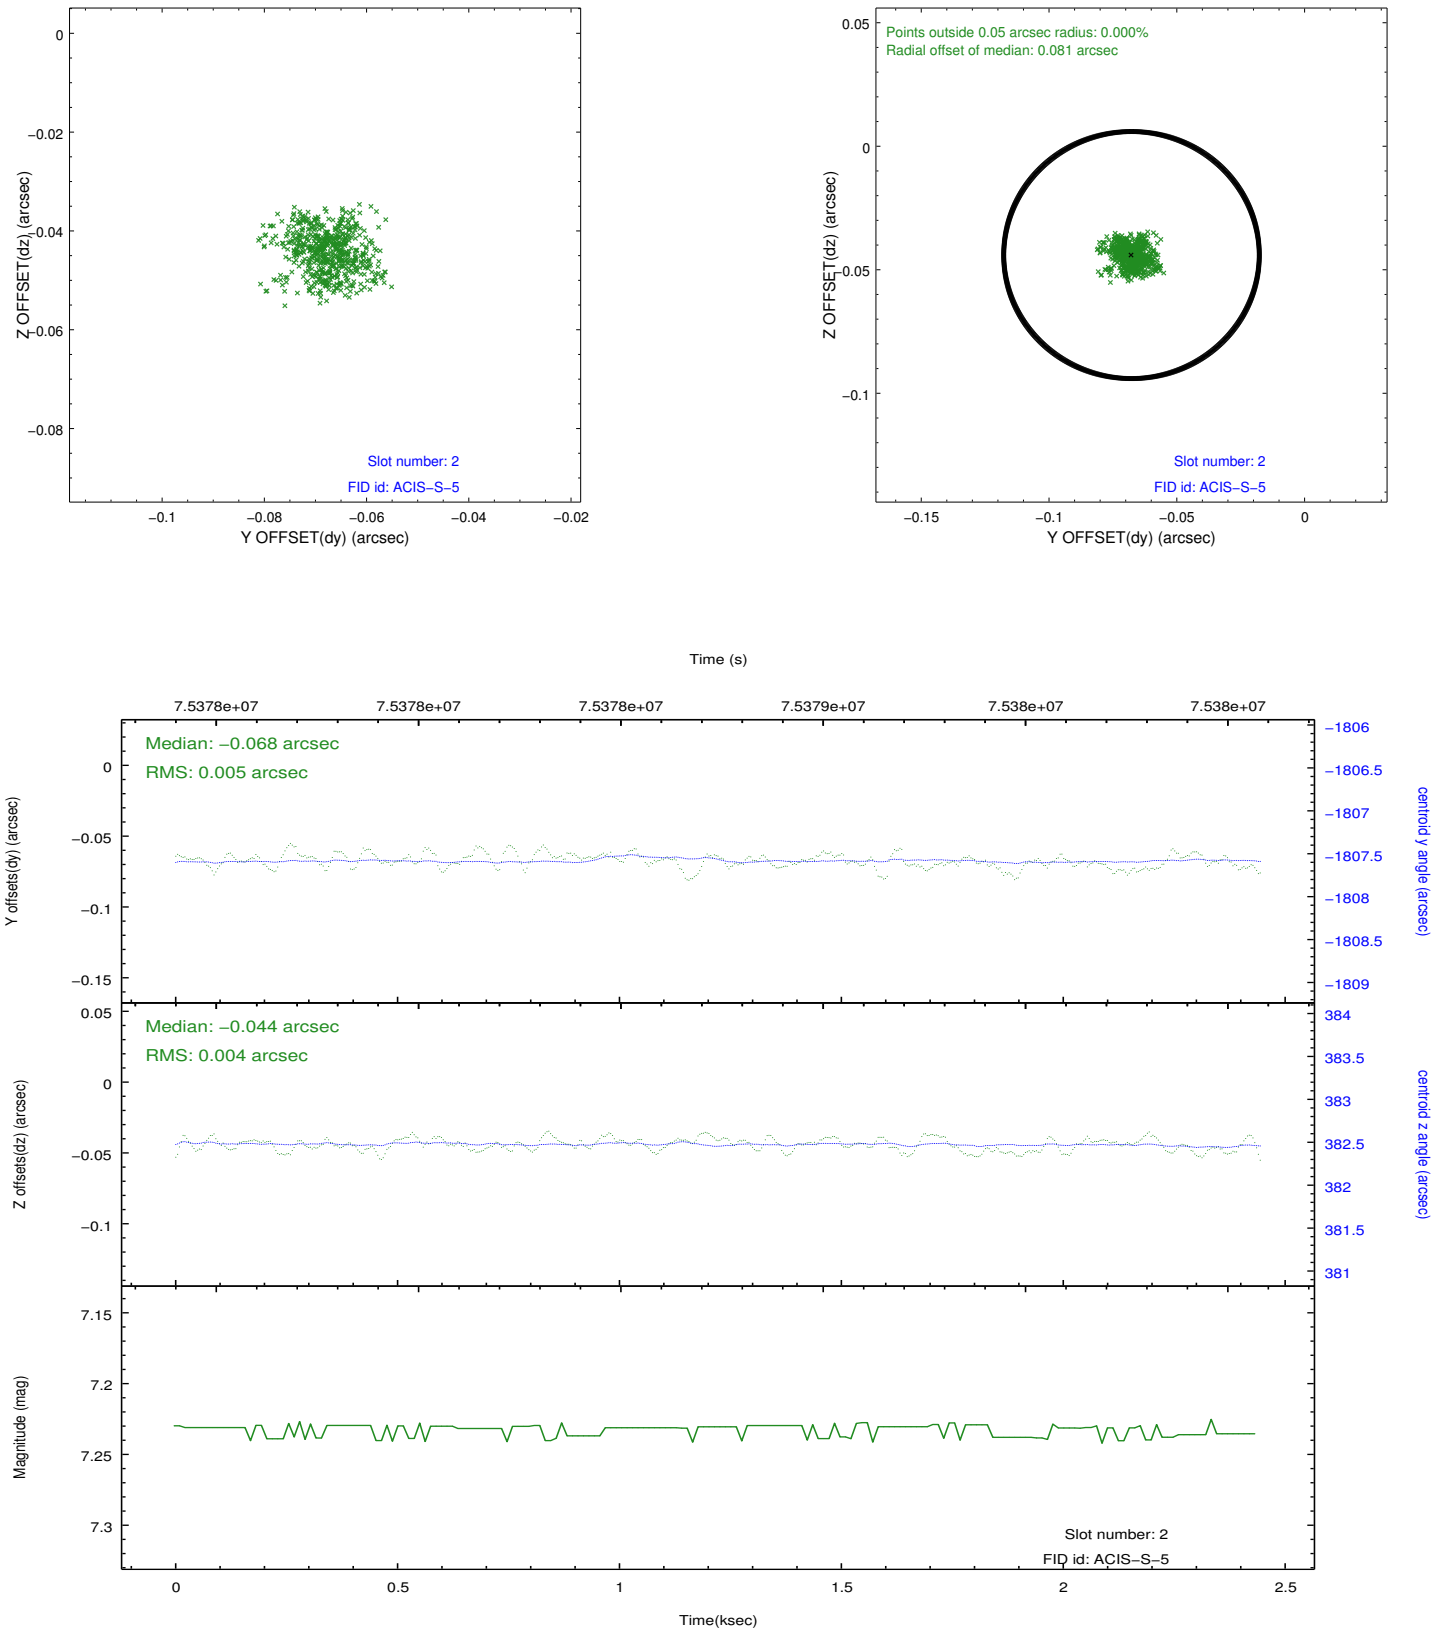 0
−0.02
−0.04
−0.06
−0.08
Z OFFSET(dz) (arcsec)
Slot number: 2
FID id: ACIS−S−5
−0.1
−0.08
−0.06
−0.04
−0.02
Y OFFSET(dy) (arcsec)
Points outside 0.05 arcsec radius: 0.000%
Radial offset of median: 0.081 arcsec
0.05
0
−0.05
−0.1
Z OFFSET(dz) (arcsec)
Slot number: 2
FID id: ACIS−S−5
−0.15
−0.1
−0.05
0
Y OFFSET(dy) (arcsec)
Time (s)
7.5378e+07
7.5378e+07
7.5378e+07
7.5379e+07
7.538e+07
7.538e+07
Median: −0.068 arcsec
RMS: 0.005 arcsec
0
−0.05
−0.1
−0.15
Y offsets(dy) (arcsec)
−1806
−1806.5
−1807
−1807.5
−1808
−1808.5
−1809
centroid y angle (arcsec)
Median: −0.044 arcsec
RMS: 0.004 arcsec
0.05
0
−0.05
−0.1
Z offsets(dz) (arcsec)
384
383.5
383
382.5
382
381.5
381
centroid z angle (arcsec)
7.15
7.2
7.25
7.3
Magnitude (mag)
Slot number: 2
FID id: ACIS−S−5
0
0.5
1
1.5
2
2.5
Time(ksec)